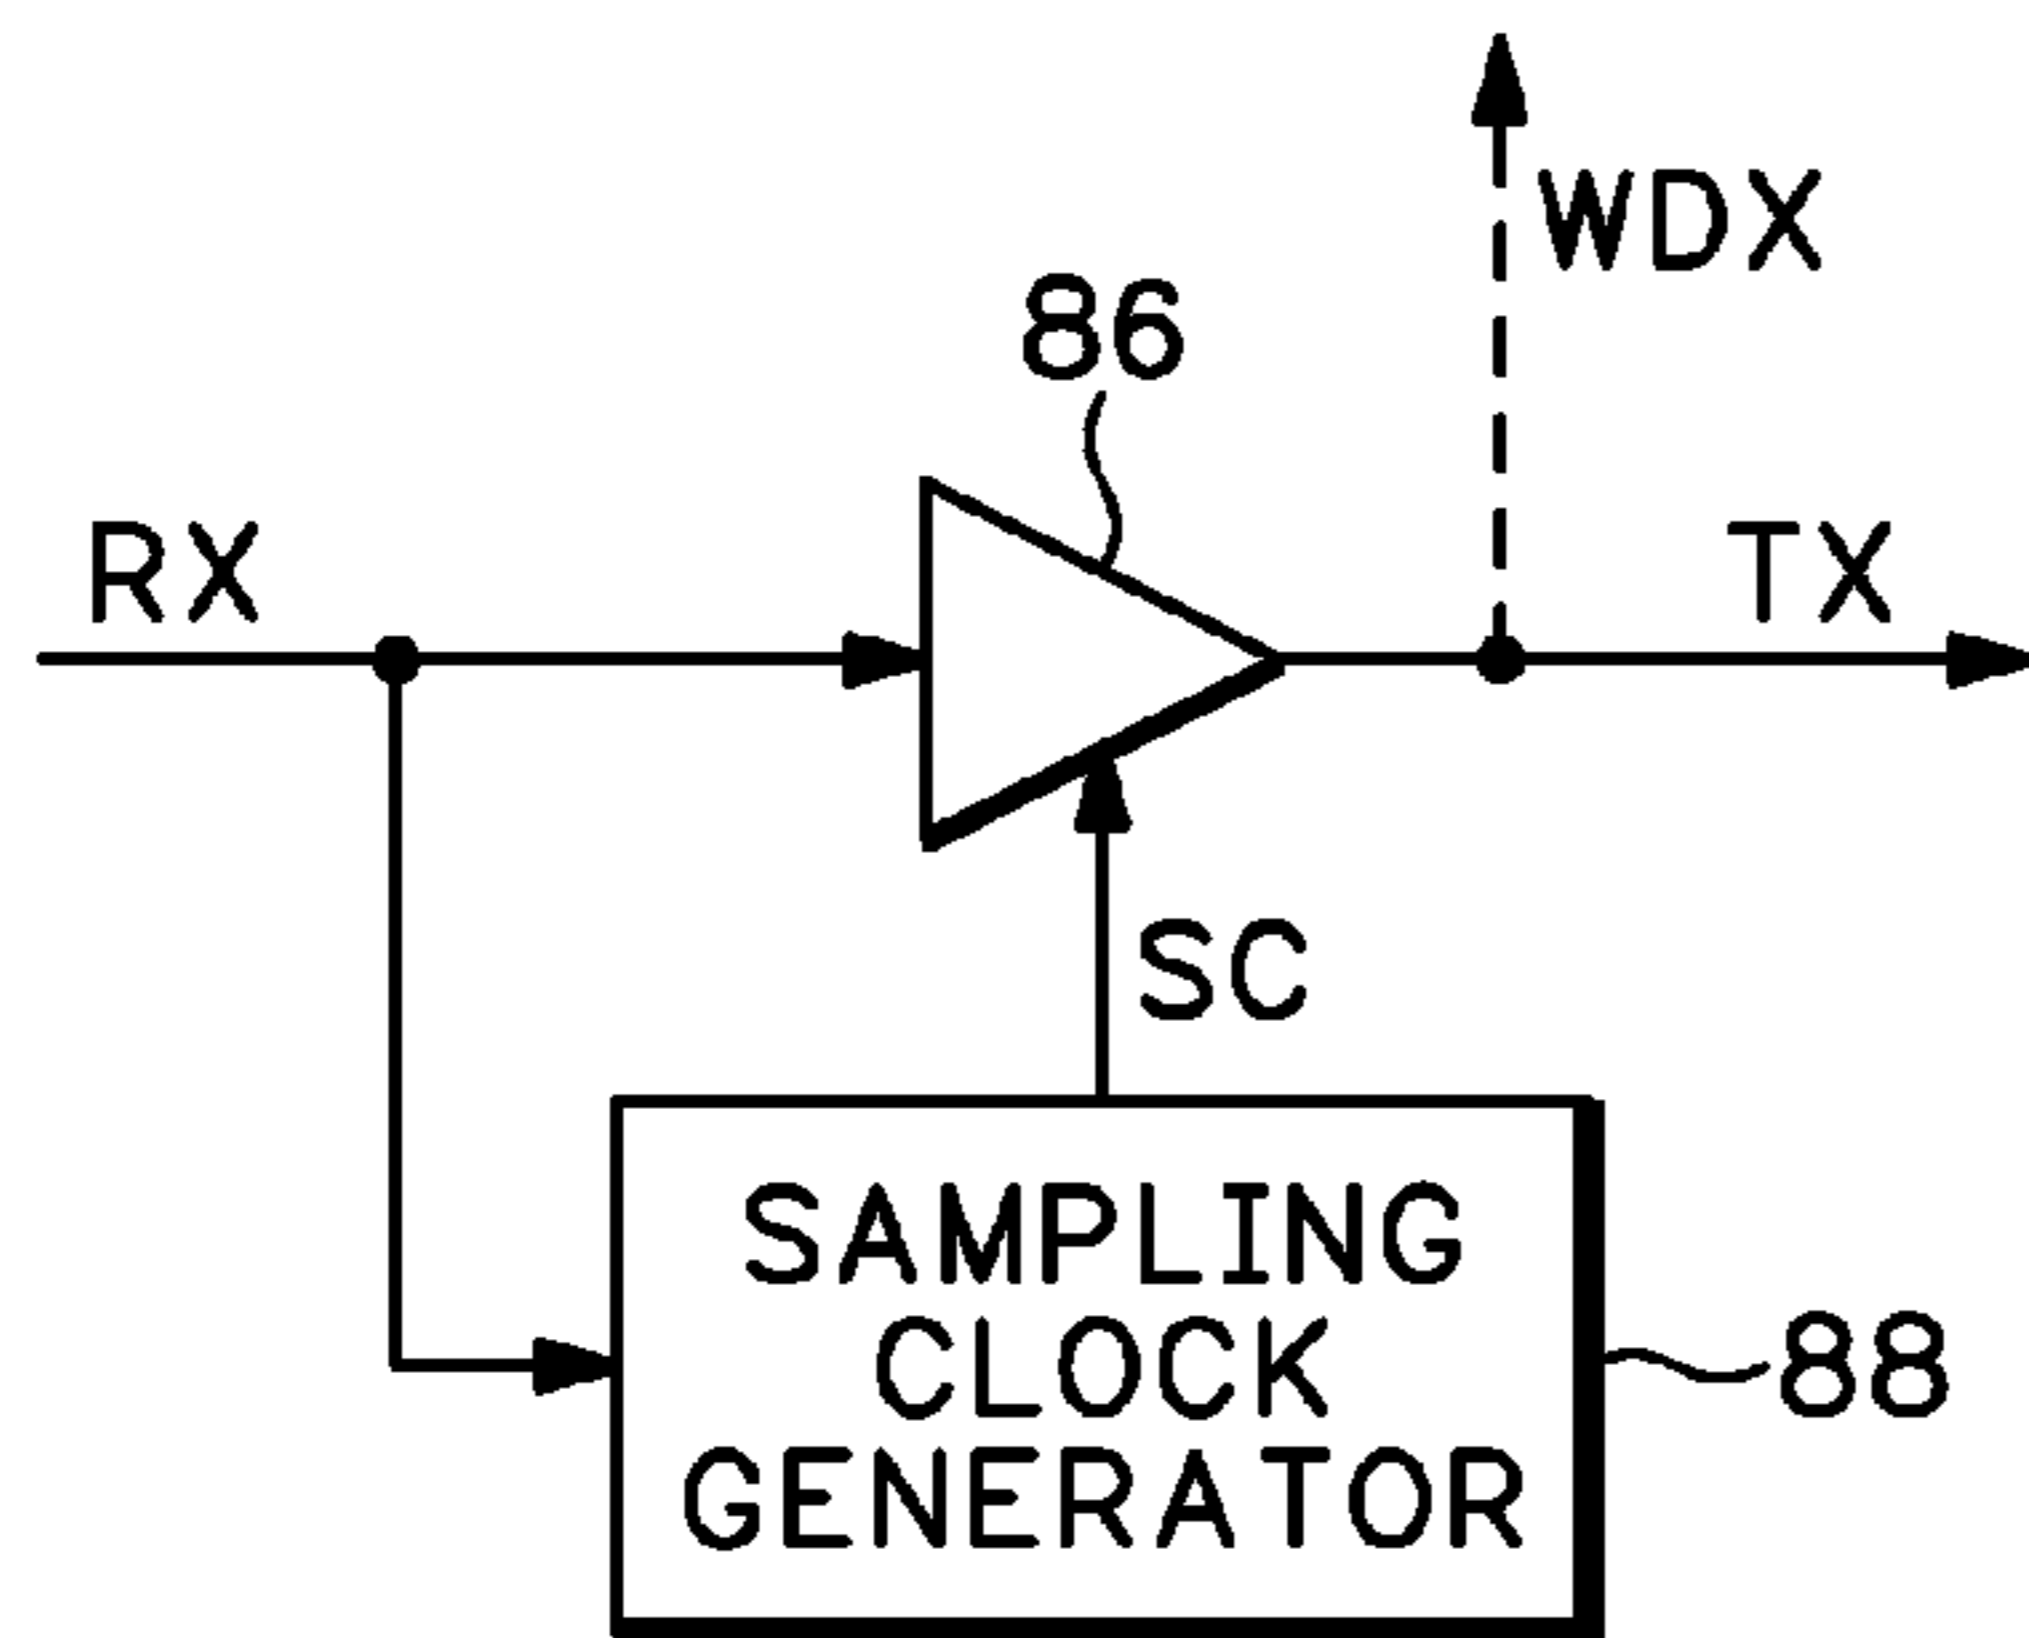 WDX
86
RX
TX
SC
SAMPLING
CLOCK
GENERATOR
88